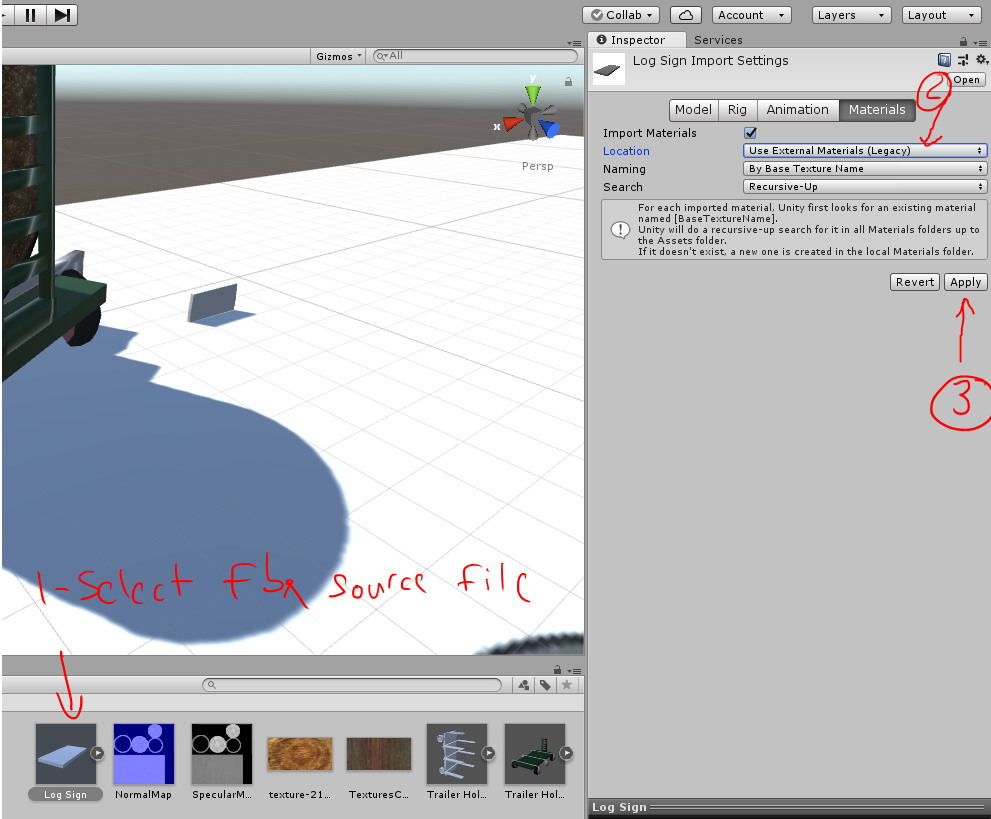 Collab
Account
Layers
Layout
Gizmos
All
y
x
Persp
Inspector
Services
Log Sign Import Settings
Open
2
Model
Rig
Animation
Materials
Import Materials
Location
Use External Materials (Legacy)
Naming
By Base Texture Name
Search
Recursive-Up
For each imported material, Unity first looks for an existing material
named [BaseTextureName].
Unity will do a recursive-up search for it in all Materials folders up to
the Assets folder.
If it doesn't exist, a new one is created in the local Materials folder.
Revert
Apply
3
1-Select Fbx source file
Log Sign
NormalMap
SpecularM...
texture-21...
TexturesC...
Trailer Hol...
Trailer Hol...
Log Sign